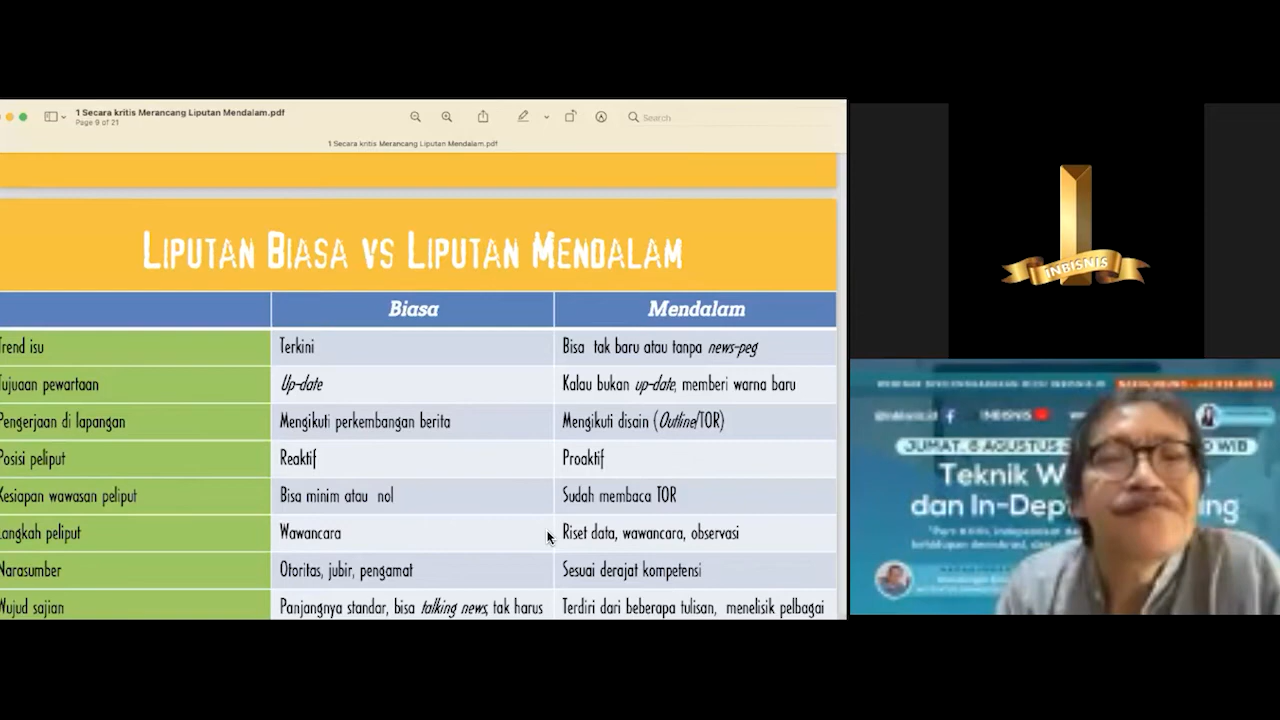 1 Secara kritis Merancang Liputan Mendalam.pdf
Page 9 of 21
Search
1 Secara kritis Merancang Liputan Mendalam.pdf
LIPUTAN BIASA VS LIPUTAN MENDALAM
Biasa Mendalam
Trend isu Terkini Bisa tak baru atau tanpa news-peg
Tujuaan pewartaan Up-date Kalau bukan up-date, memberi warna baru
Pengerjaan di lapangan Mengikuti perkembangan berita Mengikuti disain (Outline/TOR)
Posisi peliput Reaktif Proaktif
Kesiapan wawasan peliput Bisa minim atau nol Sudah membaca TOR
Langkah peliput Wawancara Riset data, wawancara, observasi
Narasumber Otoritas, jubir, pengamat Sesuai derajat kompetensi
Wujud sajian Panjangnya standar, bisa talking news, tak harus Terdiri dari beberapa tulisan, menelisik pelbagai
INBISNIS
INBISNIS
JUMAT, 6 AGUSTUS WIB
Teknik W
dan In-Dep ing